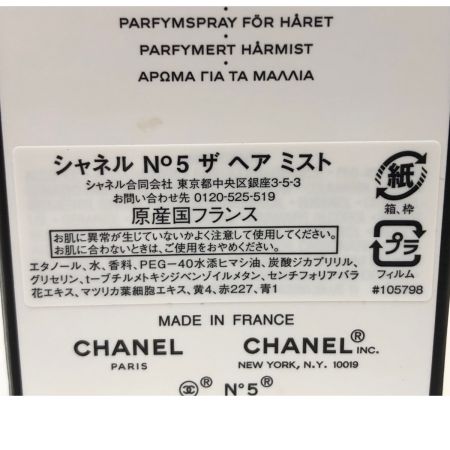 PARFYMSPRAY FÖR HÅRET
•
PARFYMERT HÅRMIST
•
ΑΡΩΜΑ ΓΙΑ ΤΑ ΜΑΛΛΙΑ
シャネル Nº5 ザ ヘア ミスト
シャネル合同会社 東京都中央区銀座3-5-3
お問い合わせ先 0120-525-519
原産国フランス
お肌に異常が生じていないかよく注意して使用してください。
お肌に合わないときは、ご使用をおやめください。
エタノール、水、香料、PEG-40水添ヒマシ油、炭酸ジカプリリル、
グリセリン、t-ブチルメトキシジベンゾイルメタン、センチフォリアバラ
花エキス、マツリカ葉細胞エキス、黄4、赤227、青1
紙
箱、枠
プラ
フィルム
#105798
MADE IN FRANCE
CHANEL
PARIS
CHANEL® INC.
NEW YORK, N.Y. 10019
® Nº5®